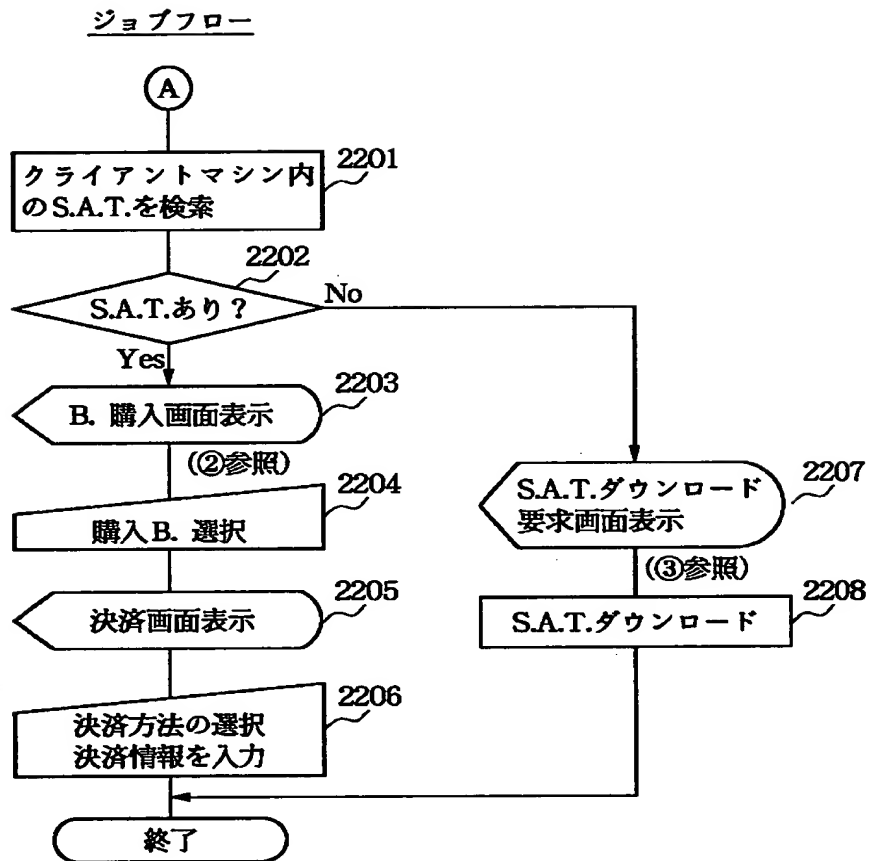 ジョブフロー
A
2201
クライアントマシン内
のS.A.T.を検索
2202
S.A.T.あり?
No
Yes
2203
B. 購入画面表示
(②参照)
2204
購入B. 選択
2205
決済画面表示
2206
決済方法の選択
決済情報を入力
2207
S.A.T.ダウンロード
要求画面表示
(③参照)
2208
S.A.T.ダウンロード
終了